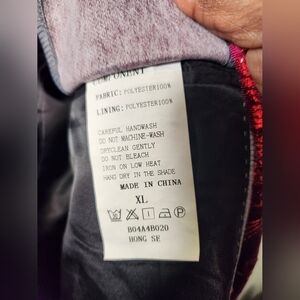 COMPONENT
FABRIC: POLYESTER100%
LINING: POLYESTER100%
CAREFUL HANDWASH
DO NOT MACHINE-WASH
DRYCLEAN GENTLY
DO NOT BLEACH
IRON ON LOW HEAT
HANG DRY IN THE SHADE
MADE IN CHINA
XL
P
B04A4B020
HONG SE